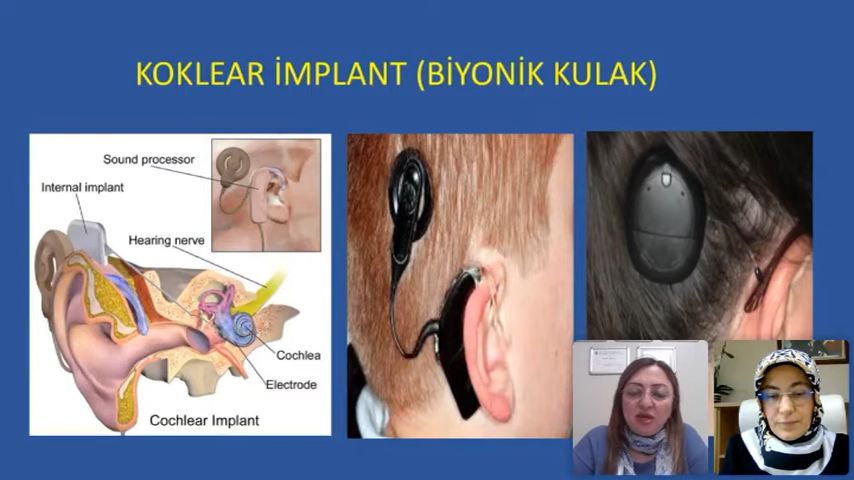 KOKLEAR İMPLANT (BİYONİK KULAK)
Sound processor
Internal implant
Hearing nerve
Cochlea
Electrode
Cochlear Implant